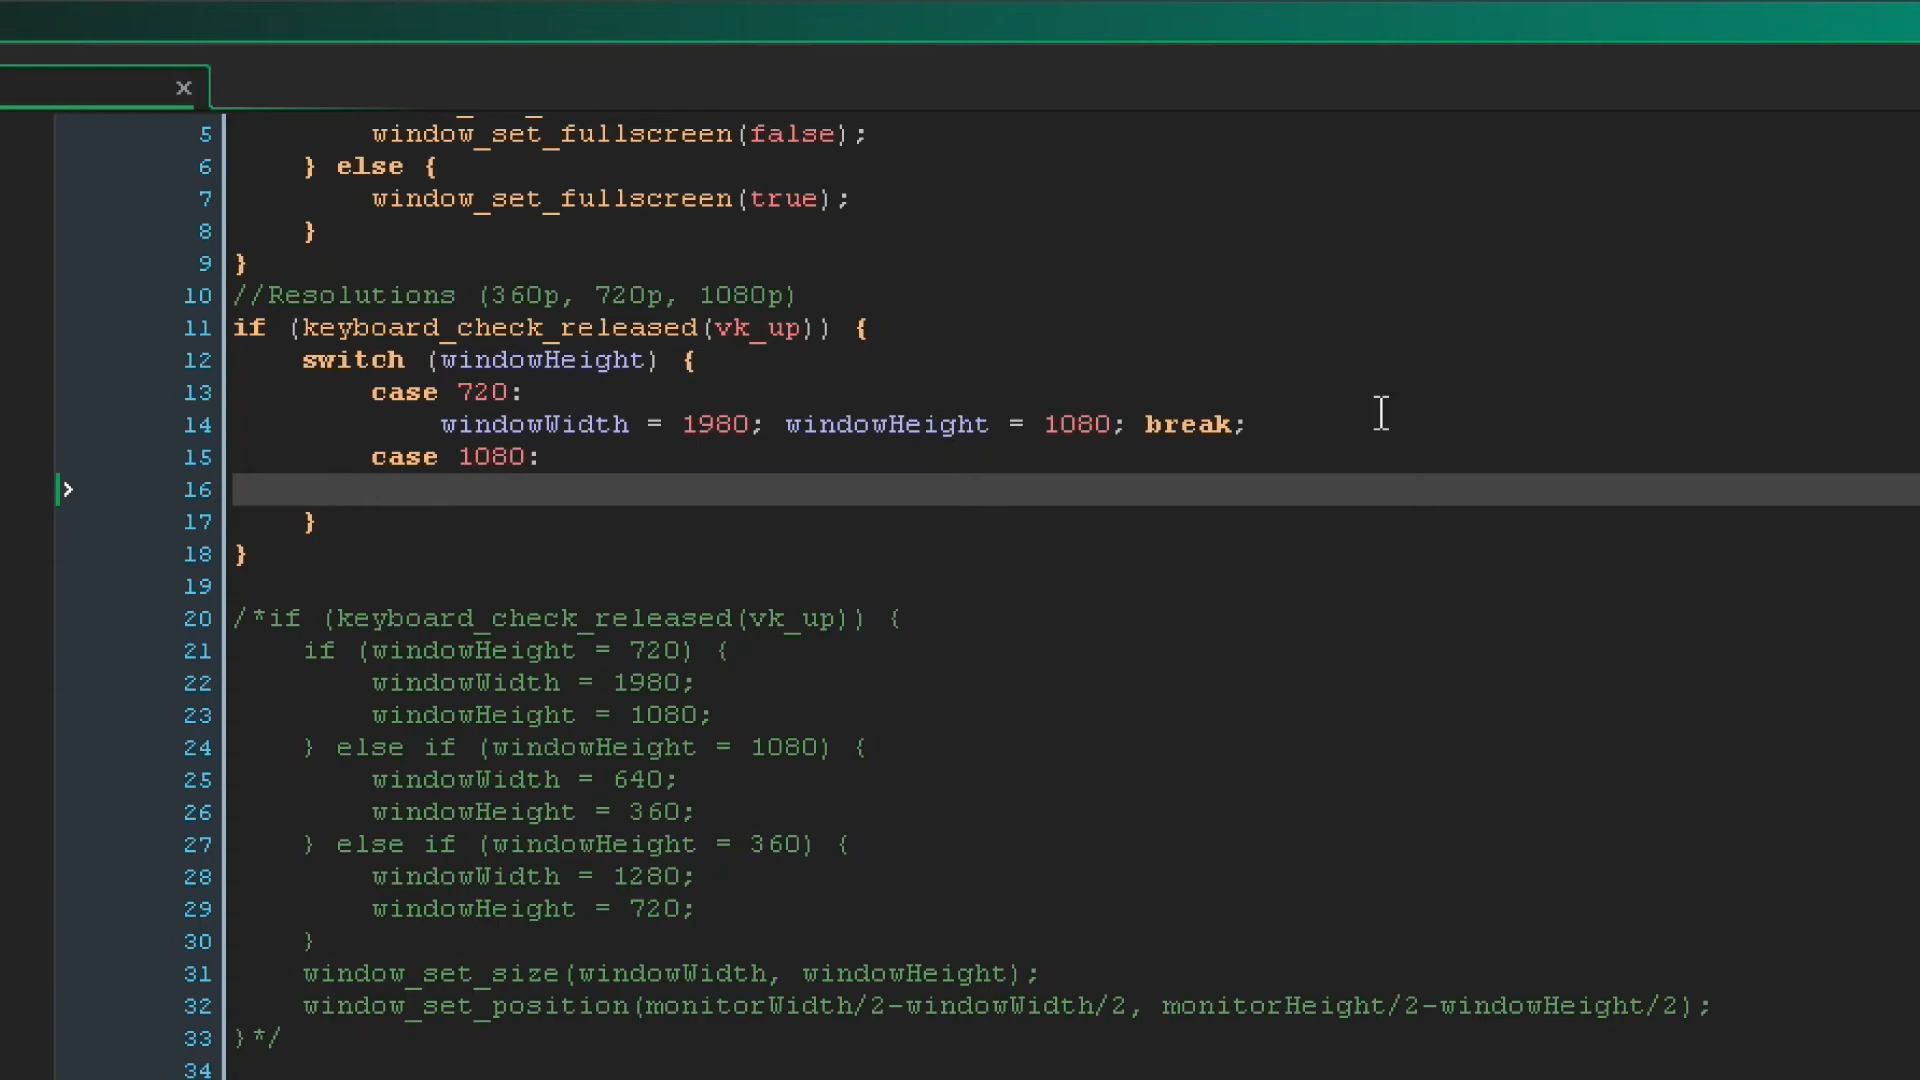 5 window_set_fullscreen(false);
6 } else {
7 window_set_fullscreen(true);
8 }
9 }
10 //Resolutions (360p, 720p, 1080p)
11 if (keyboard_check_released(vk_up)) {
12 switch (windowHeight) {
13 case 720:
14 windowWidth = 1980; windowHeight = 1080; break;
15 case 1080:
16
17 }
18 }
19
20 /*if (keyboard_check_released(vk_up)) {
21 if (windowHeight = 720) {
22 windowWidth = 1980;
23 windowHeight = 1080;
24 } else if (windowHeight = 1080) {
25 windowWidth = 640;
26 windowHeight = 360;
27 } else if (windowHeight = 360) {
28 windowWidth = 1280;
29 windowHeight = 720;
30 }
31 window_set_size(windowWidth, windowHeight);
32 window_set_position(monitorWidth/2-windowWidth/2, monitorHeight/2-windowHeight/2);
33 }*/
34